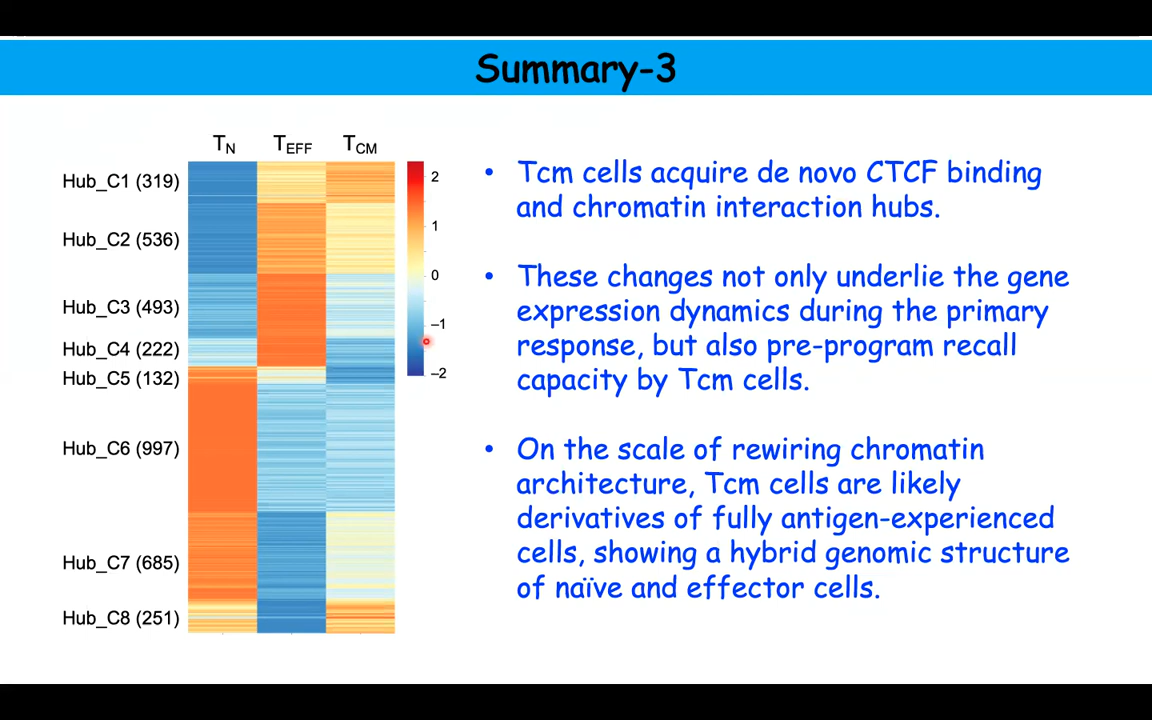 Summary-3
TN TEFF TCM
Hub_C1 (319)
Hub_C2 (536)
Hub_C3 (493)
Hub_C4 (222)
Hub_C5 (132)
Hub_C6 (997)
Hub_C7 (685)
Hub_C8 (251)
2
1
0
–1
–2
• Tcm cells acquire de novo CTCF binding
and chromatin interaction hubs.
• These changes not only underlie the gene
expression dynamics during the primary
response, but also pre-program recall
capacity by Tcm cells.
• On the scale of rewiring chromatin
architecture, Tcm cells are likely
derivatives of fully antigen-experienced
cells, showing a hybrid genomic structure
of naïve and effector cells.